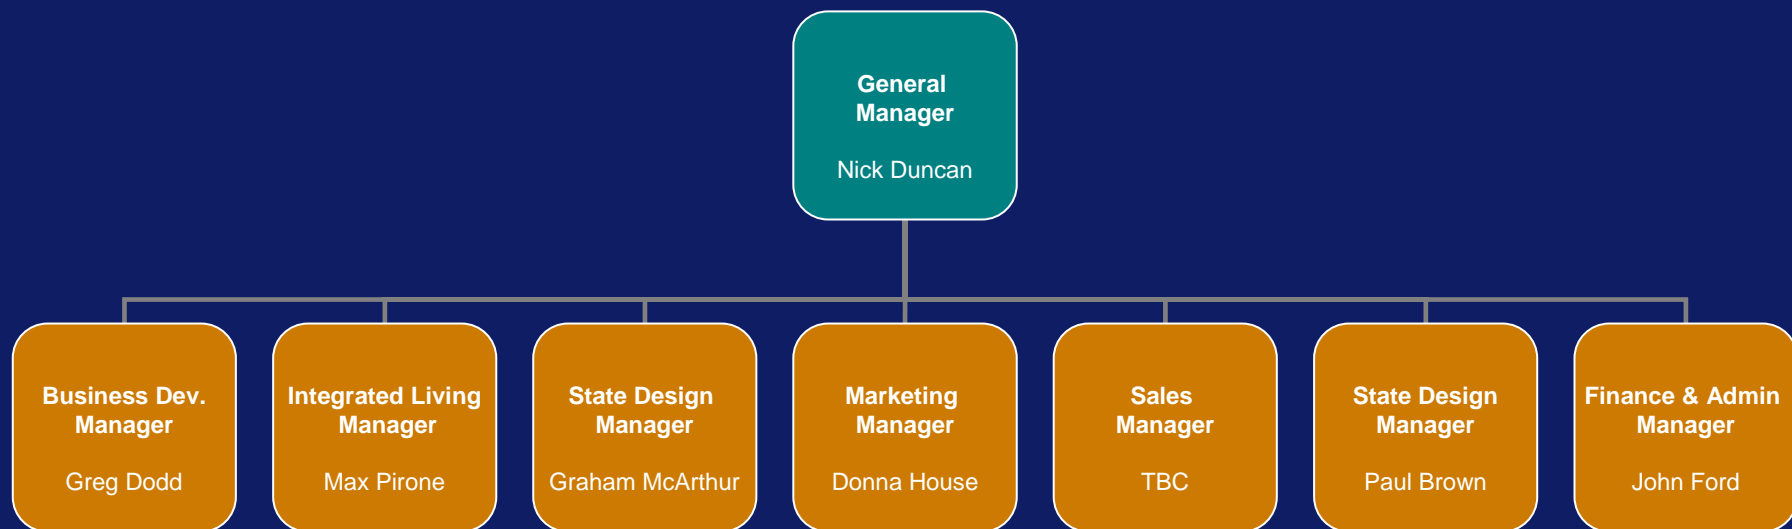 General
Manager
Nick Duncan
Business Dev.
Manager
Greg Dodd
Integrated Living
Manager
Max Pirone
State Design
Manager
Graham McArthur
Marketing
Manager
Donna House
Sales
Manager
TBC
State Design
Manager
Paul Brown
Finance & Admin
Manager
John Ford